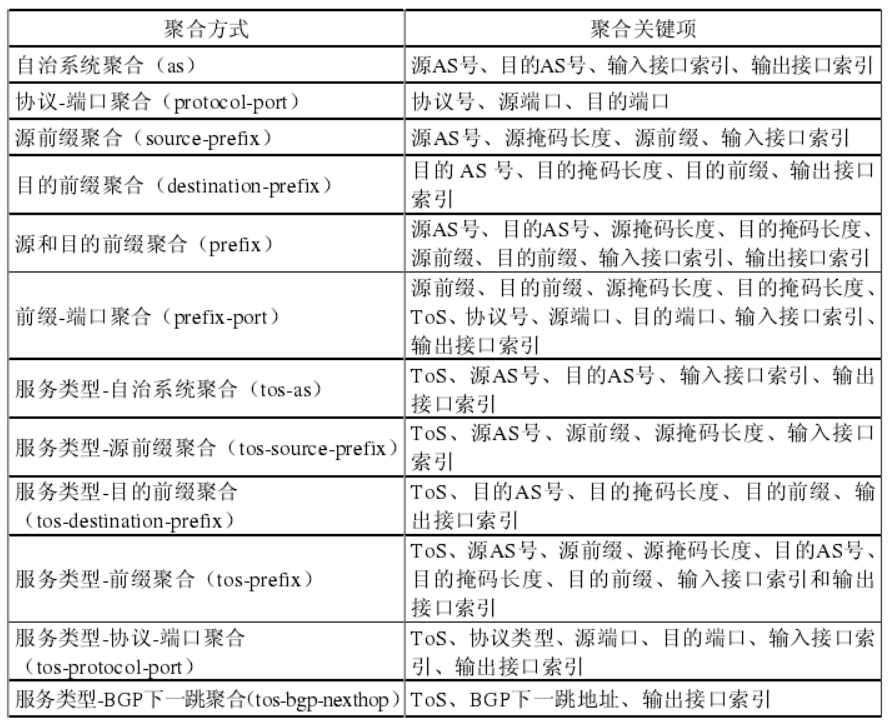 聚合方式
聚合关键项
自治系统聚合（as）
源AS号、目的AS号、输入接口索引、输出接口索引
协议-端口聚合（protocol-port）
协议号、源端口、目的端口
源前缀聚合（source-prefix）
源AS号、源掩码长度、源前缀、输入接口索引
目的前缀聚合（destination-prefix）
目的 AS 号、目的掩码长度、目的前缀、输出接口
索引
源和目的前缀聚合（prefix）
源AS号、目的AS号、源掩码长度、目的掩码长度、
源前缀、目的前缀、输入接口索引、输出接口索引
前缀-端口聚合（prefix-port）
源前缀、目的前缀、源掩码长度、目的掩码长度、
ToS、协议号、源端口、目的端口、输入接口索引、
输出接口索引
服务类型-自治系统聚合（tos-as）
ToS、源AS号、目的AS号、输入接口索引、输出
接口索引
服务类型-源前缀聚合（tos-source-prefix）
ToS、源AS号、源前缀、源掩码长度、输入接口
索引
服务类型-目的前缀聚合
（tos-destination-prefix）
ToS、目的AS号、目的掩码长度、目的前缀、输
出接口索引
服务类型-前缀聚合（tos-prefix）
ToS、源AS号、源前缀、源掩码长度、目的AS号、
目的掩码长度、目的前缀、输入接口索引和输出
接口索引
服务类型-协议-端口聚合
（tos-protocol-port）
ToS、协议类型、源端口、目的端口、输入接口索
引、输出接口索引
服务类型-BGP下一跳聚合(tos-bgp-nexthop)
ToS、BGP下一跳地址、输出接口索引